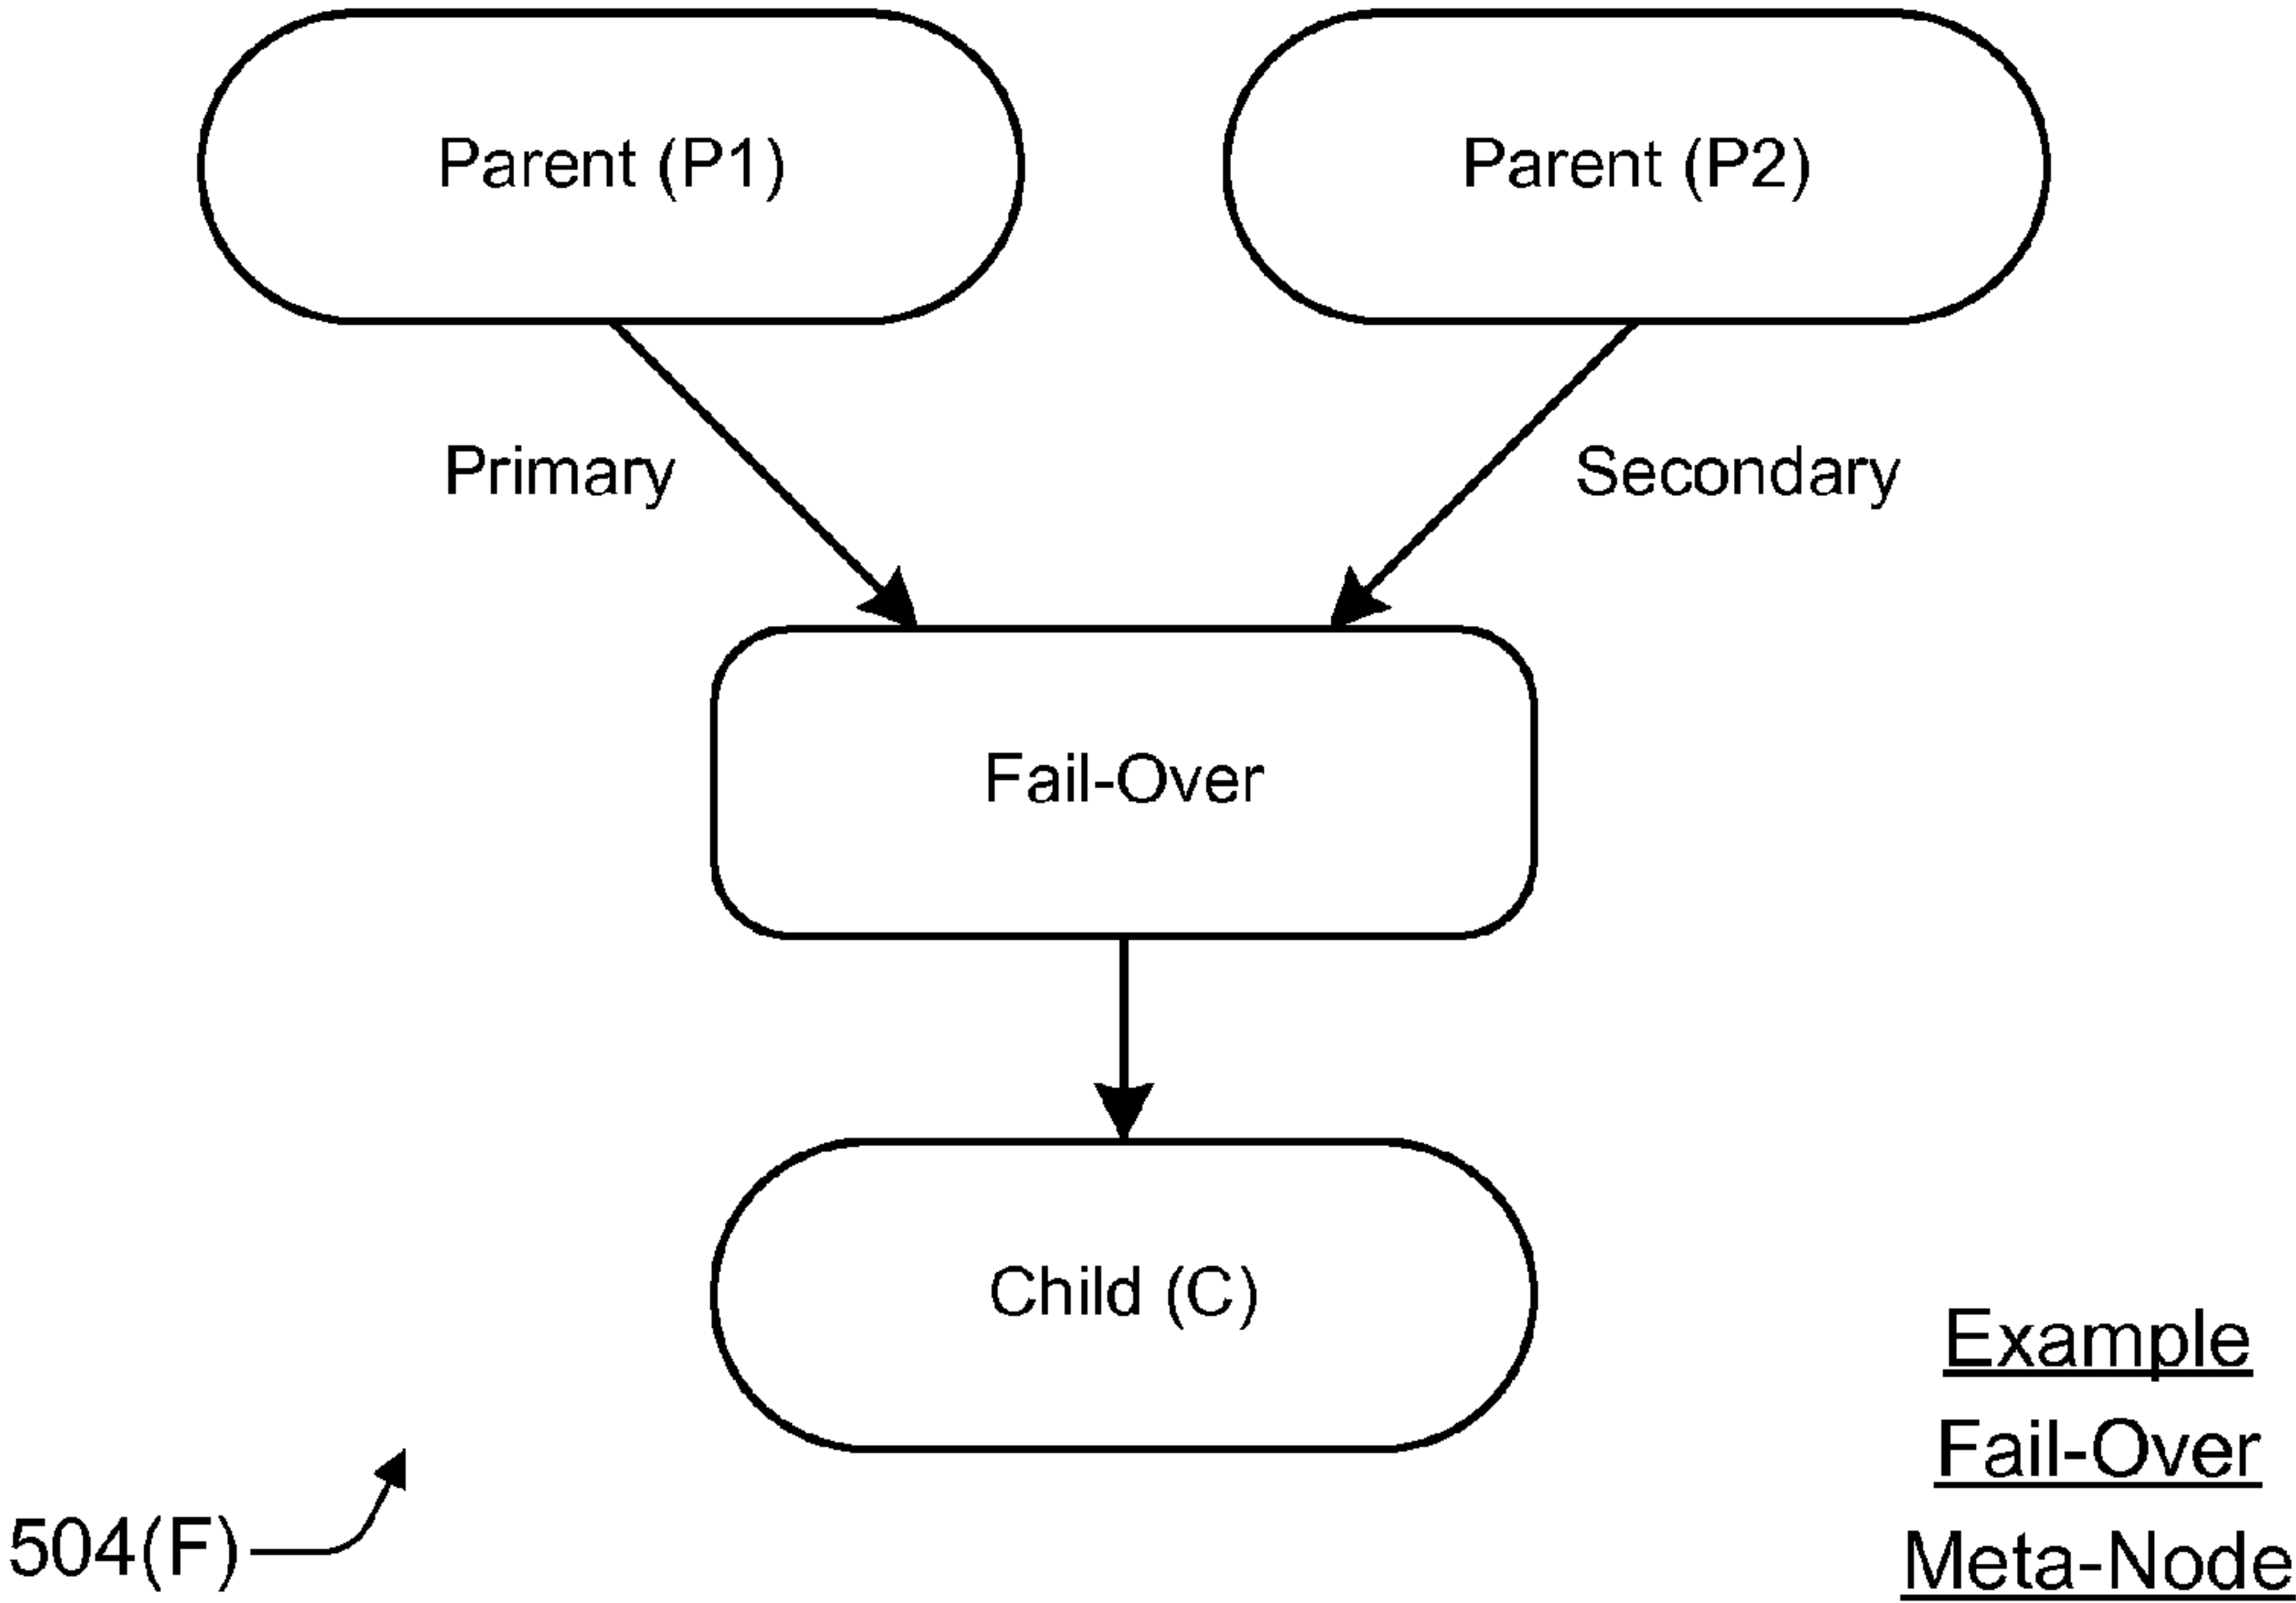 Parent (P1)
Parent (P2)
Primary
Secondary
Fail-Over
Child (C)
Example
Fail-Over
Meta-Node
504(F)